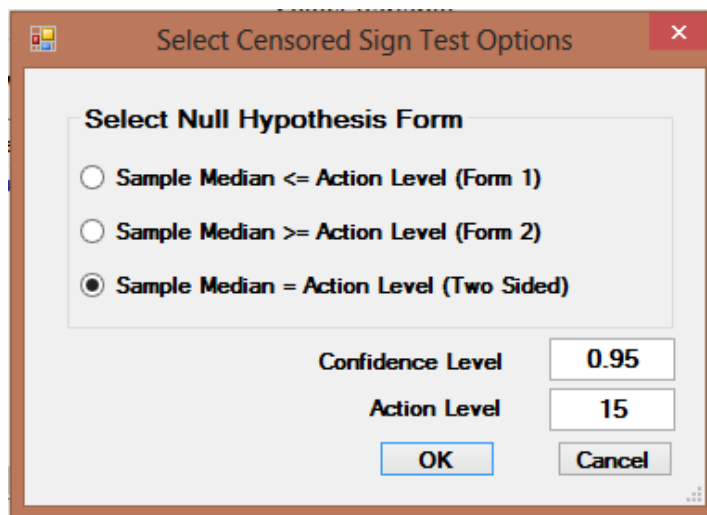 Select Censored Sign Test Options
Select Null Hypothesis Form
Sample Median <= Action Level (Form 1)
Sample Median >= Action Level (Form 2)
Sample Median = Action Level (Two Sided)
Confidence Level 0.95
Action Level 15
OK Cancel